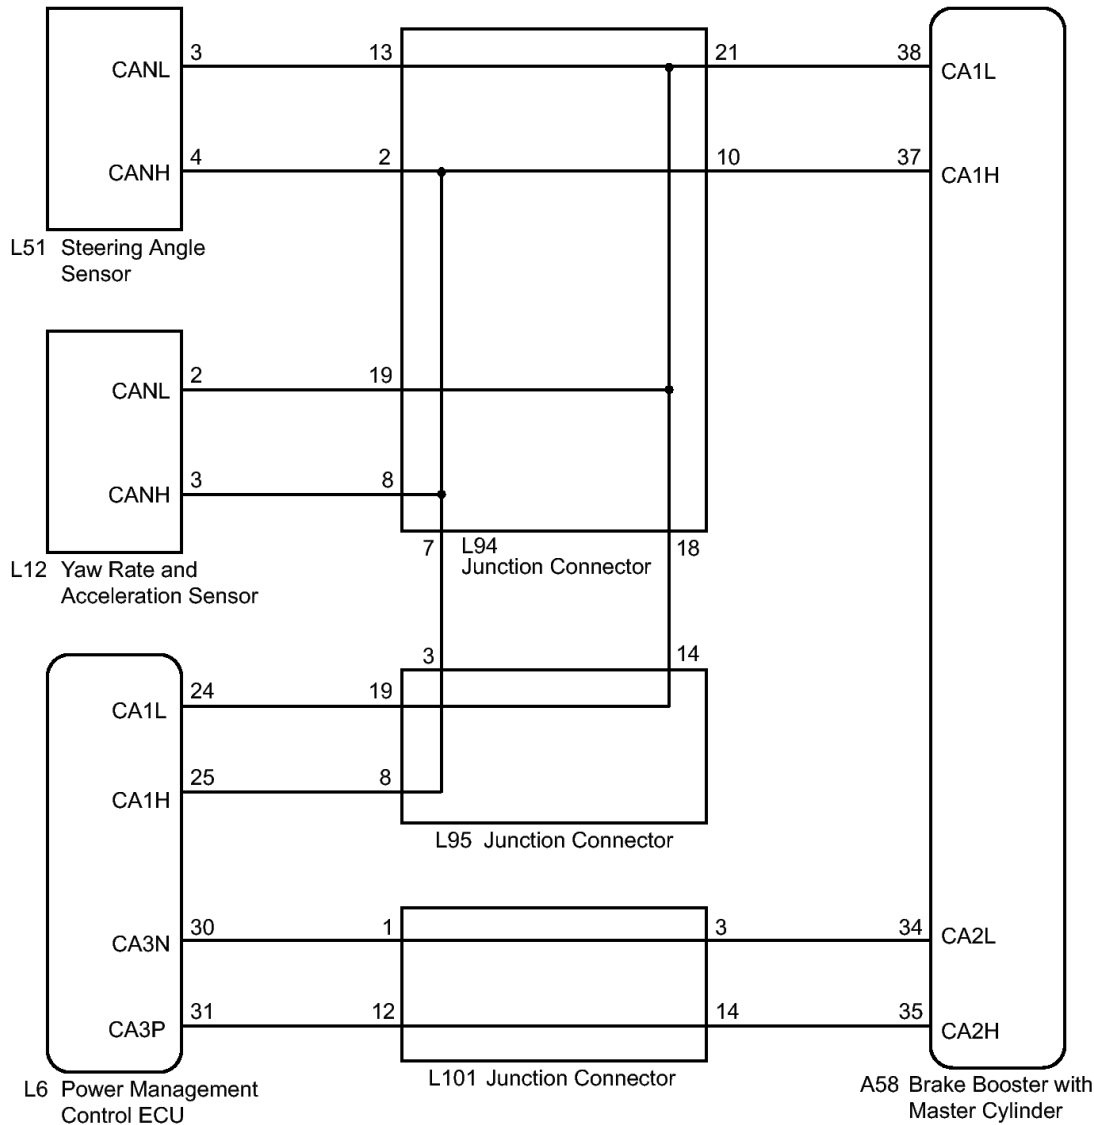 3 13 21 38
CANL CA1L
4 2 10 37
CANH CA1H
L51 Steering Angle
Sensor
2 19
CANL
3 8
CANH
7 L94 18
Junction Connector
L12 Yaw Rate and
Acceleration Sensor
3 14
24 19
CA1L
25 8
CA1H
L95 Junction Connector
30 1 3 34
CA3N CA2L
31 12 14 35
CA3P CA2H
L101 Junction Connector
L6 Power Management
Control ECU
A58 Brake Booster with
Master Cylinder